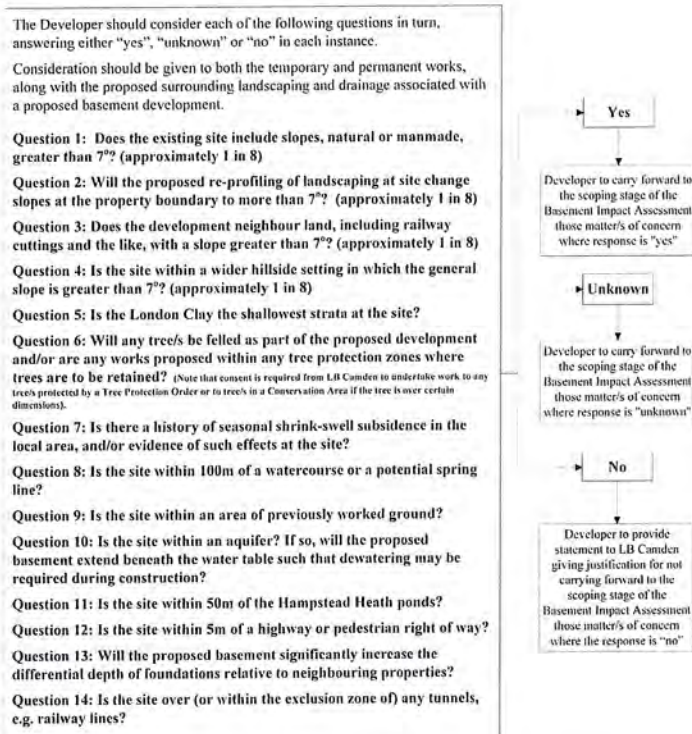 The Developer should consider each of the following questions in turn,
answering either “yes”, “unknown” or “no” in each instance.
Consideration should be given to both the temporary and permanent works,
along with the proposed surrounding landscaping and drainage associated with
a proposed basement development.
Question 1: Does the existing site include slopes, natural or manmade,
greater than 7°? (approximately 1 in 8)
Question 2: Will the proposed re-profiling of landscaping at site change
slopes at the property boundary to more than 7°? (approximately 1 in 8)
Question 3: Does the development neighbour land, including railway
cuttings and the like, with a slope greater than 7°? (approximately 1 in 8)
Question 4: Is the site within a wider hillside setting in which the general
slope is greater than 7°? (approximately 1 in 8)
Question 5: Is the London Clay the shallowest strata at the site?
Question 6: Will any tree/s be felled as part of the proposed development
and/or are any works proposed within any tree protection zones where
trees are to be retained? (Note that consent is required from LB Camden to undertake work to any
tree/s protected by a Tree Protection Order or to tree/s in a Conservation Area if the tree is over certain
dimensions).
Question 7: Is there a history of seasonal shrink-swell subsidence in the
local area, and/or evidence of such effects at the site?
Question 8: Is the site within 100m of a watercourse or a potential spring
line?
Question 9: Is the site within an area of previously worked ground?
Question 10: Is the site within an aquifer? If so, will the proposed
basement extend beneath the water table such that dewatering may be
required during construction?
Question 11: Is the site within 50m of the Hampstead Heath ponds?
Question 12: Is the site within 5m of a highway or pedestrian right of way?
Question 13: Will the proposed basement significantly increase the
differential depth of foundations relative to neighbouring properties?
Question 14: Is the site over (or within the exclusion zone of) any tunnels,
e.g. railway lines?
Yes
Developer to carry forward to
the scoping stage of the
Basement Impact Assessment
those matter/s of concern
where response is "yes"
Unknown
Developer to carry forward to
the scoping stage of the
Basement Impact Assessment
those matter/s of concern
where response is "unknown"
No
Developer to provide
statement to LB Camden
giving justification for not
carrying forward to the
scoping stage of the
Basement Impact Assessment
those matter/s of concern
where the response is “no”